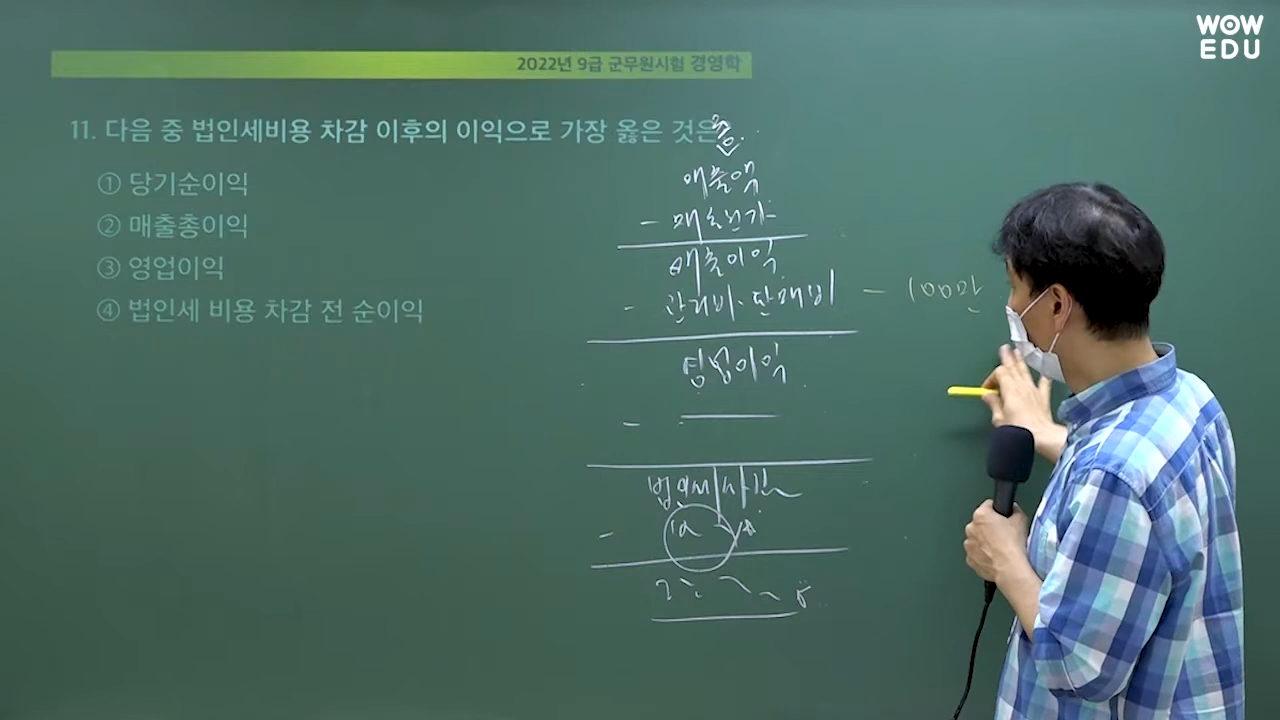 WOW
EDU
2022년 9급 군무원시험 경영학
11. 다음 중 법인세비용 차감 이후의 이익으로 가장 옳은 것은
① 당기순이익
② 매출총이익
③ 영업이익
④ 법인세 비용 차감 전 순이익
매출액
- 매출원가
매출이익
- 관리비·판매비 - 100만
영업이익
-
법인세차감
-